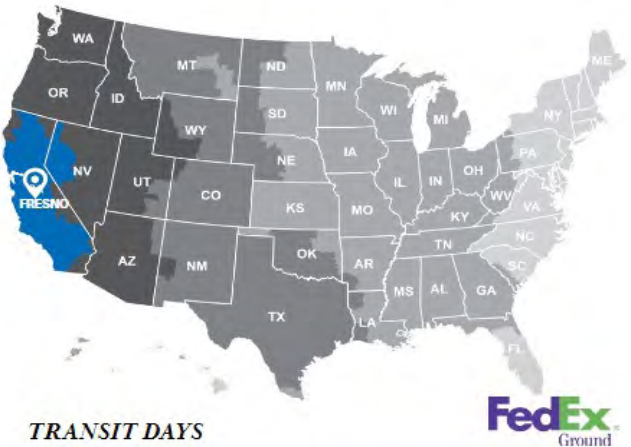 WA
MT
ND
MN
ME
OR
ID
SD
WI
MI
NY
WY
NE
IA
PA
NV
UT
CO
IL
IN
OH
WV
VA
FRESNO
KS
MO
KY
NC
AZ
NM
OK
AR
TN
SC
TX
LA
MS
AL
GA
FL
TRANSIT DAYS
FedEx
Ground